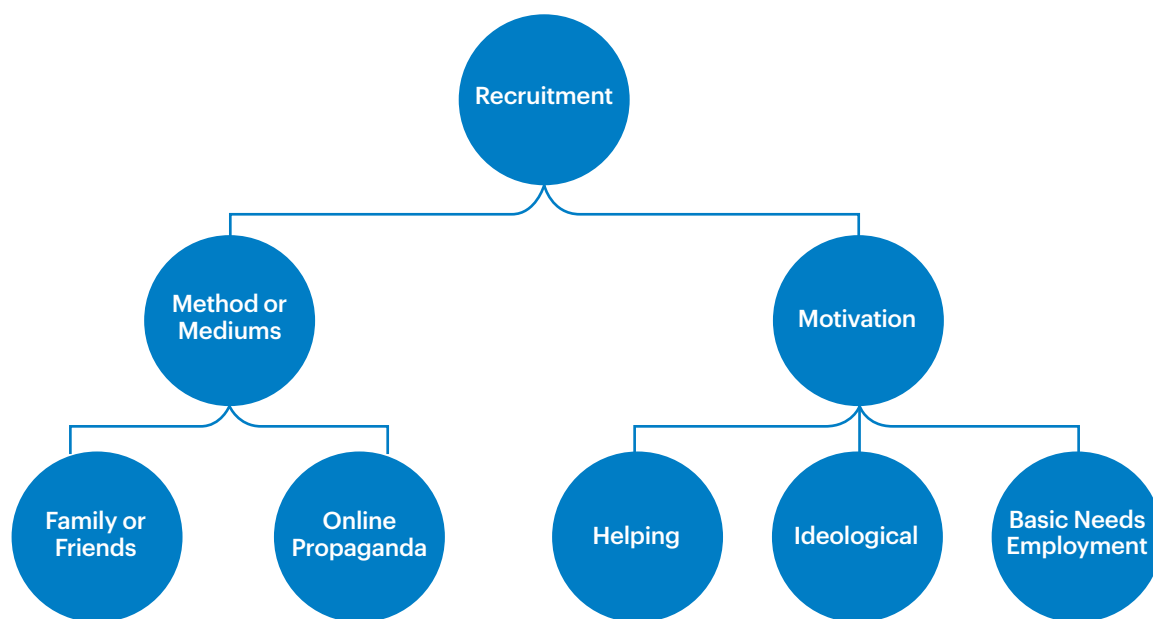 Recruitment
Method or
Mediums
Motivation
Family or
Friends
Online
Propaganda
Helping
Ideological
Basic Needs
Employment